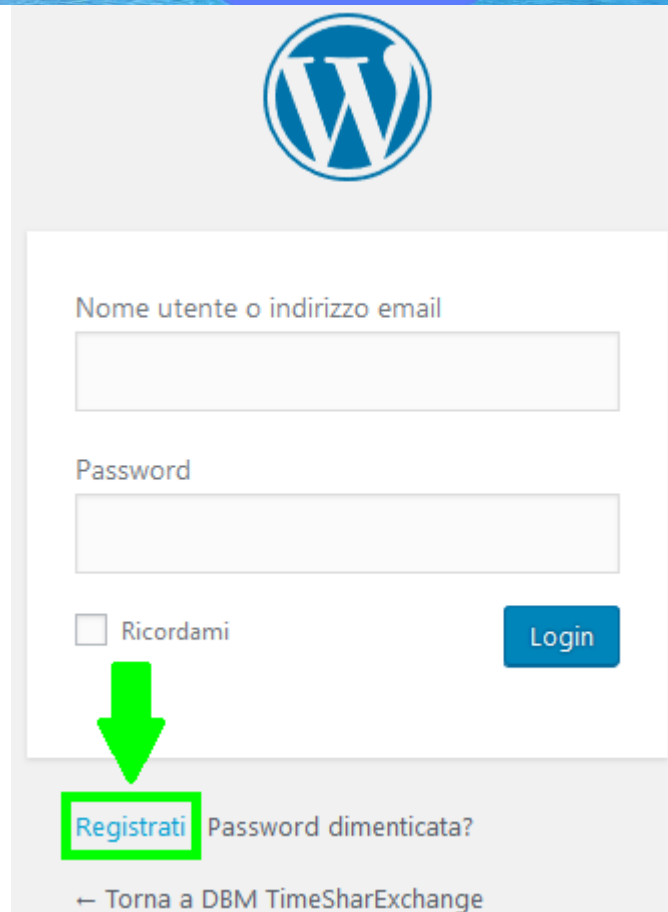 Nome utente o indirizzo email
Password
Ricordami
Login
Registrati Password dimenticata?
← Torna a DBM TimeSharExchange